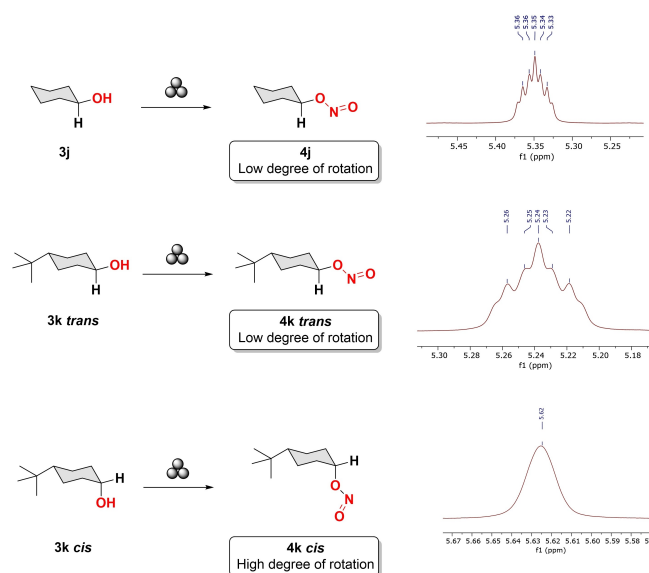 5.36
5.36
5.35
5.34
5.33
OH
H
3j
O
N
O
H
4j
Low degree of rotation
5.45
5.35
5.30
5.25
f1 (ppm)
5.26
5.25
5.24
5.23
5.22
OH
H
3k trans
O
N
O
H
4k trans
Low degree of rotation
5.30
5.28
5.26
5.24
5.22
5.20
5.18
f1 (ppm)
5.62
H
OH
3k cis
H
O
N
O
4k cis
High degree of rotation
5.67
5.66
5.65
5.64
5.63
5.62
5.61
5.60
5.59
5.58
f1 (ppm)